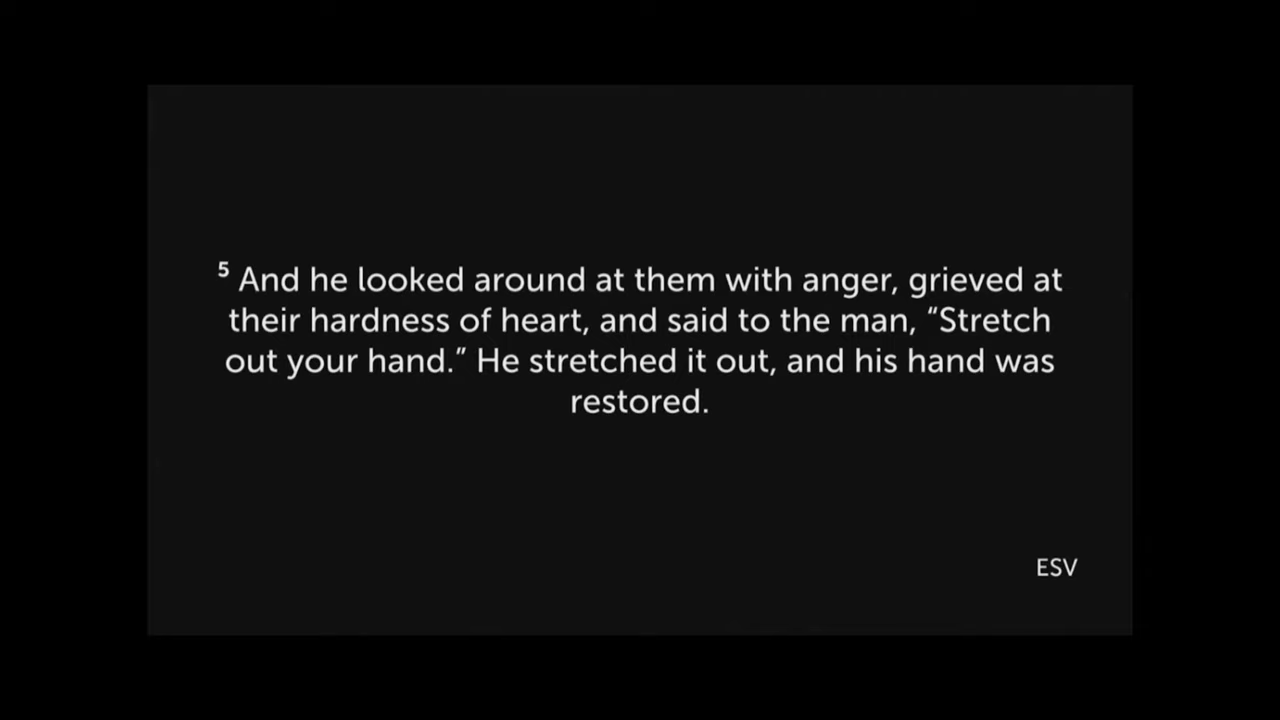 5 And he looked around at them with anger, grieved at
their hardness of heart, and said to the man, “Stretch
out your hand.” He stretched it out, and his hand was
restored.
ESV